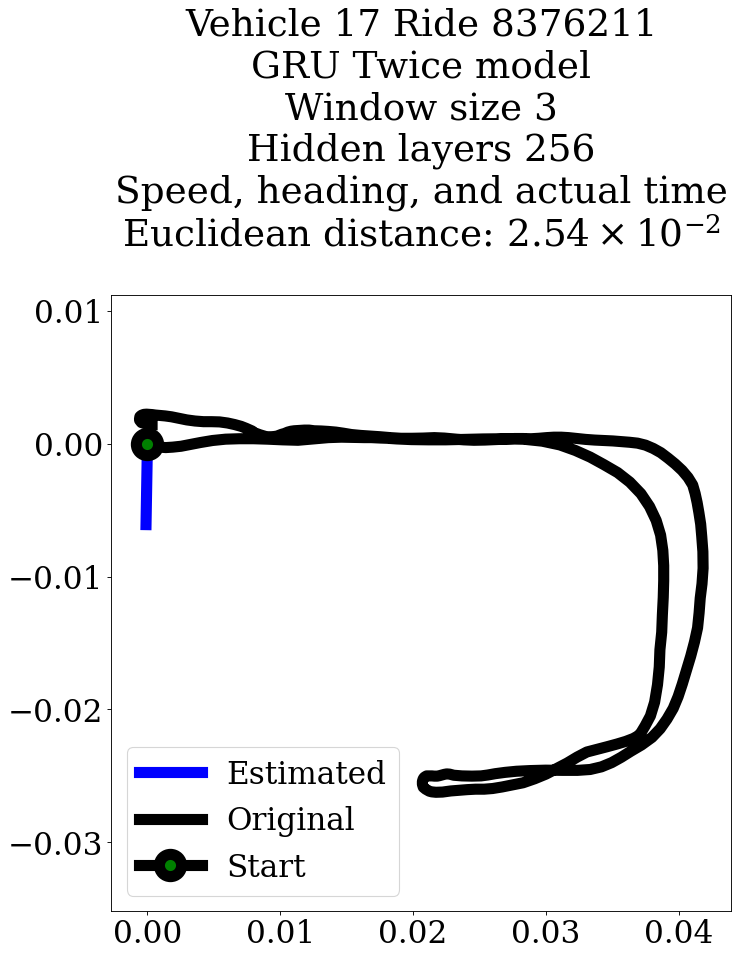 Vehicle 17 Ride 8376211
GRU Twice model
Window size 3
Hidden layers 256
Speed, heading, and actual time
Euclidean distance: 2.54 × 10⁻²
0.01
0.00
−0.01
−0.02
−0.03
Estimated
Original
Start
0.00 0.01 0.02 0.03 0.04